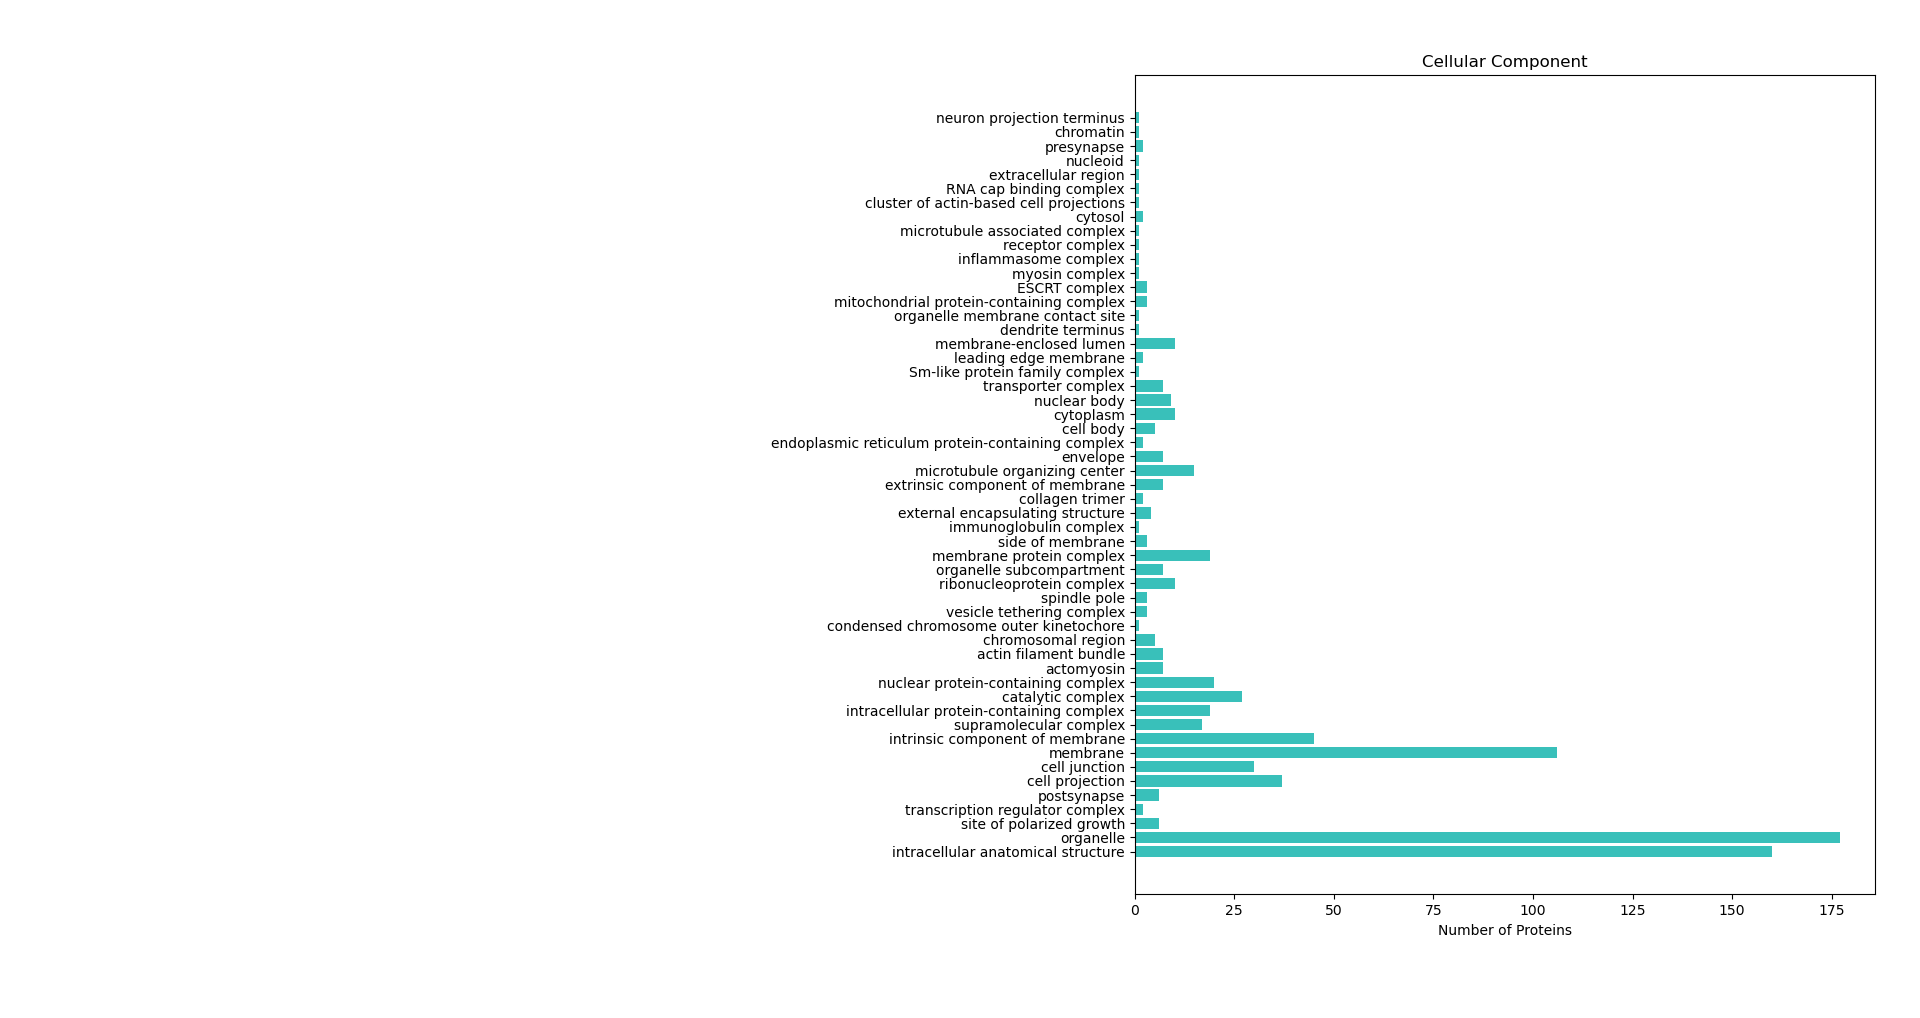 Cellular Component
neuron projection terminus
chromatin
presynapse
nucleoid
extracellular region
RNA cap binding complex
cluster of actin-based cell projections
cytosol
microtubule associated complex
receptor complex
inflammasome complex
myosin complex
ESCRT complex
mitochondrial protein-containing complex
organelle membrane contact site
dendrite terminus
membrane-enclosed lumen
leading edge membrane
Sm-like protein family complex
transporter complex
nuclear body
cytoplasm
cell body
endoplasmic reticulum protein-containing complex
envelope
microtubule organizing center
extrinsic component of membrane
collagen trimer
external encapsulating structure
immunoglobulin complex
side of membrane
membrane protein complex
organelle subcompartment
ribonucleoprotein complex
spindle pole
vesicle tethering complex
condensed chromosome outer kinetochore
chromosomal region
actin filament bundle
actomyosin
nuclear protein-containing complex
catalytic complex
intracellular protein-containing complex
supramolecular complex
intrinsic component of membrane
membrane
cell junction
cell projection
postsynapse
transcription regulator complex
site of polarized growth
organelle
intracellular anatomical structure
0 25 50 75 100 125 150 175
Number of Proteins